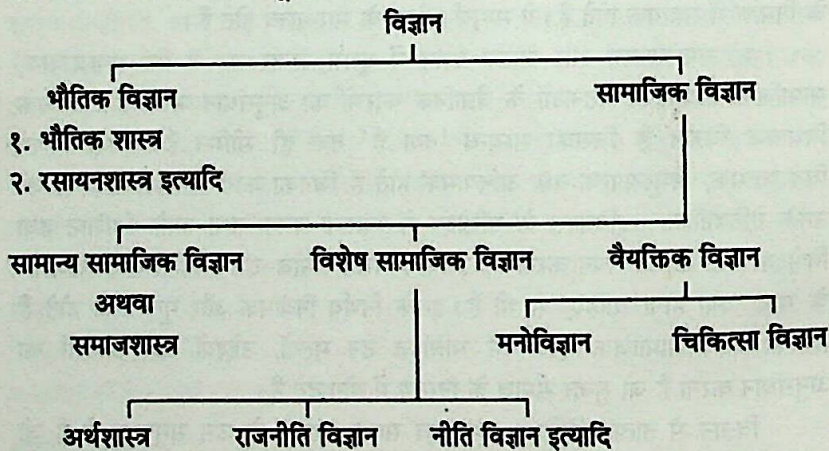 विज्ञान
भौतिक विज्ञान सामाजिक विज्ञान
१. भौतिक शास्त्र
२. रसायनशास्त्र इत्यादि
सामान्य सामाजिक विज्ञान विशेष सामाजिक विज्ञान वैयक्तिक विज्ञान
अथवा
समाजशास्त्र मनोविज्ञान चिकित्सा विज्ञान
अर्थशास्त्र राजनीति विज्ञान नीति विज्ञान इत्यादि